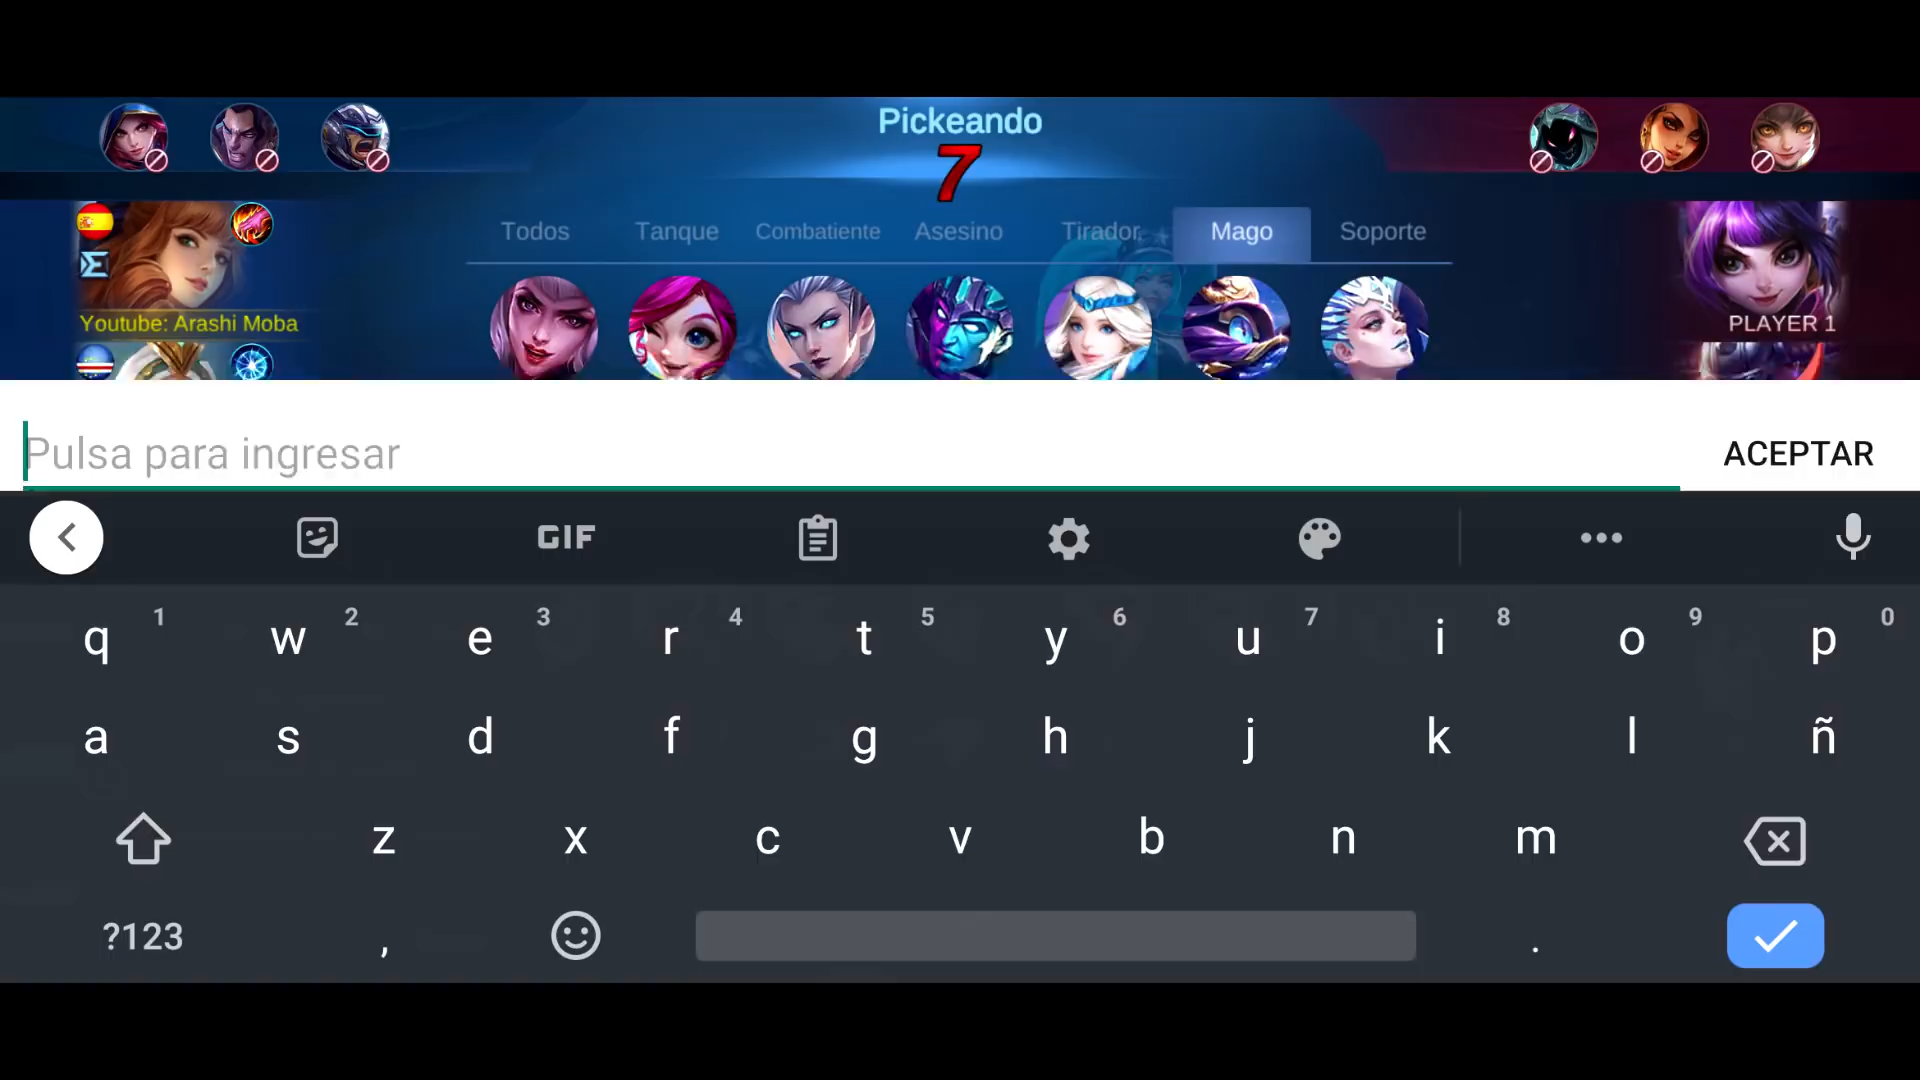 Pickeando
7
Todos Tanque Combatiente Asesino Tirador Mago Soporte
Youtube: Arashi Moba
PLAYER 1
Pulsa para ingresar
ACEPTAR
GIF
q 1 w 2 e 3 r 4 t 5 y 6 u 7 i 8 o 9 p 0
a s d f g h j k l ñ
z x c v b n m
?123 , .